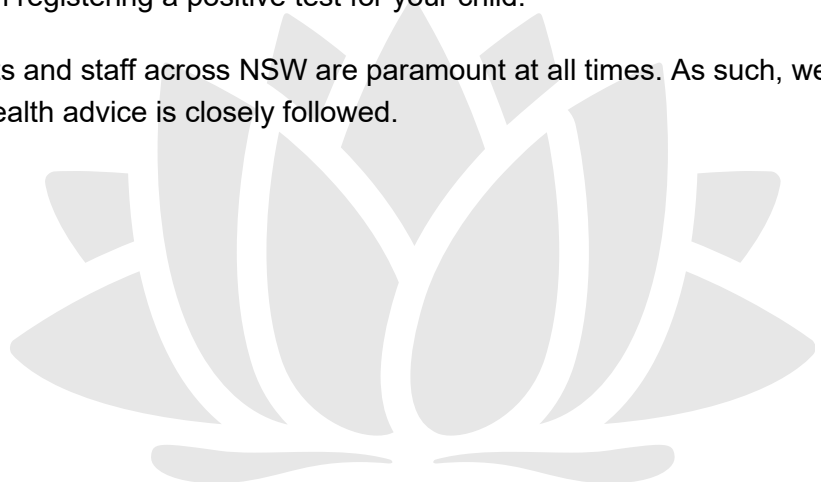 registering a positive test for your child.
ts and staff across NSW are paramount at all times. As such, we
ealth advice is closely followed.